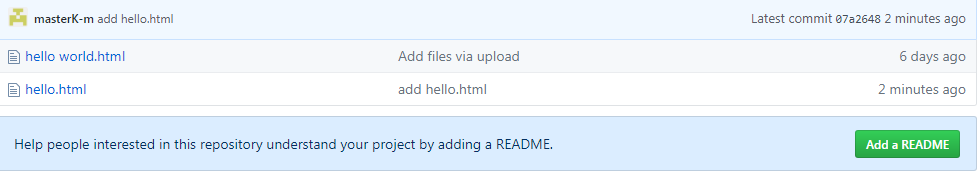 masterK-m add hello.html Latest commit 07a2648 2 minutes ago
hello world.html Add files via upload 6 days ago
hello.html add hello.html 2 minutes ago
Help people interested in this repository understand your project by adding a README. Add a README